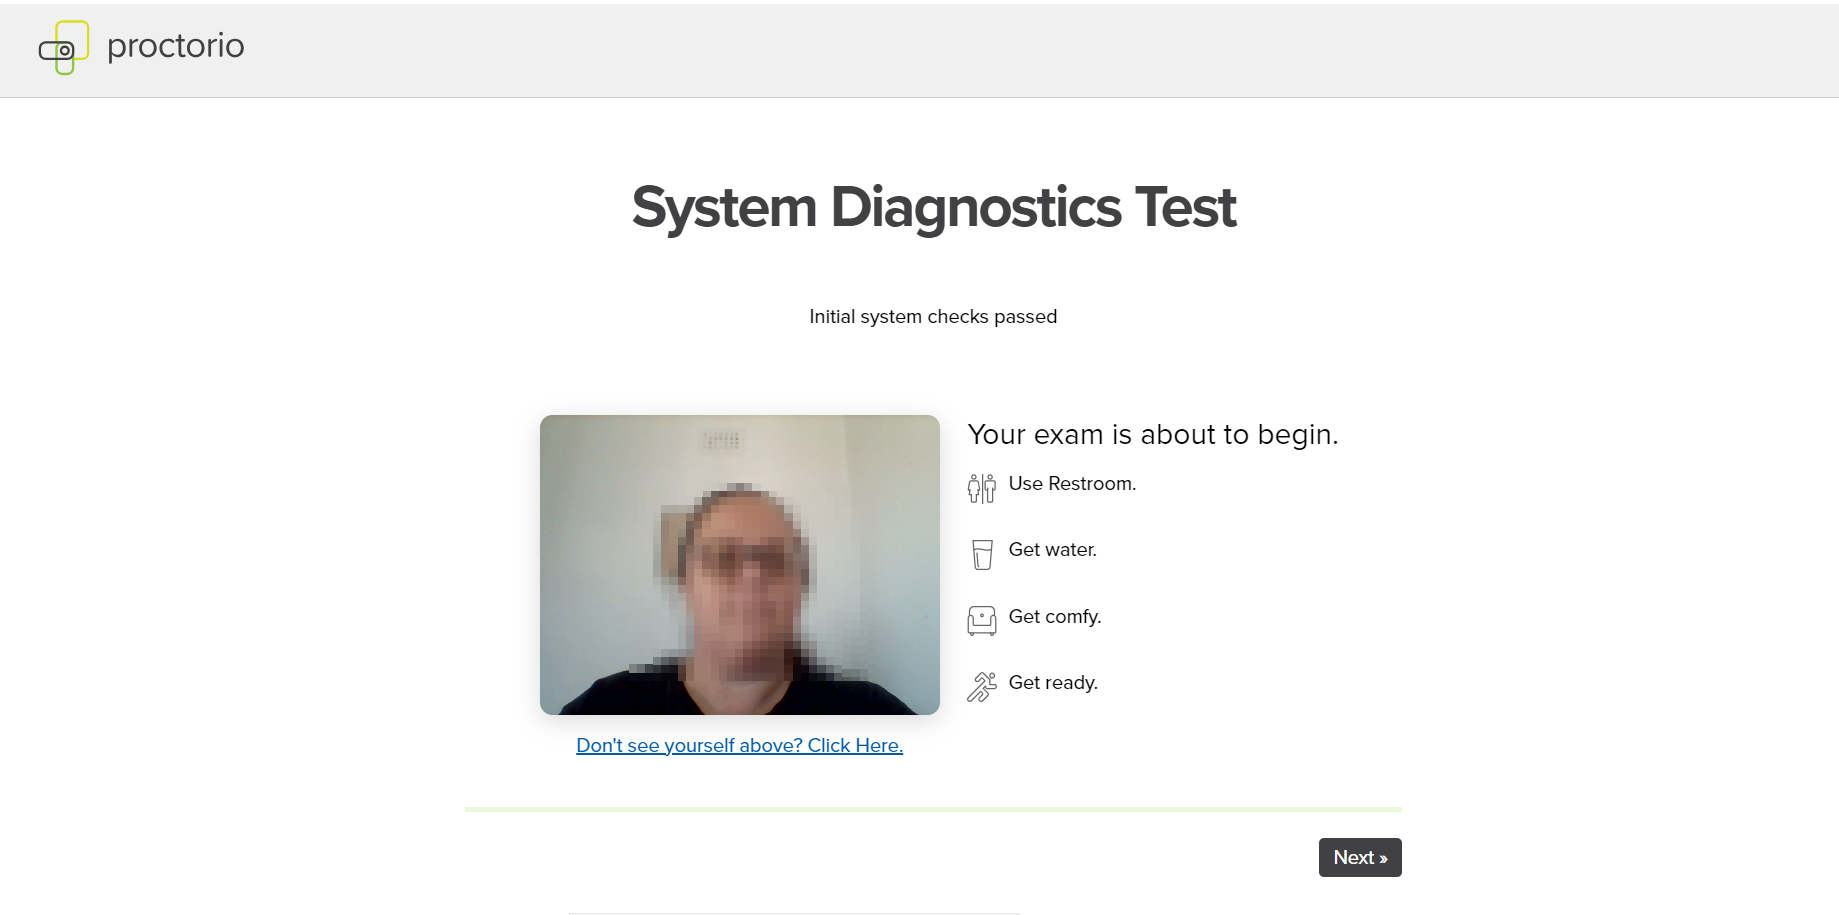 proctorio
System Diagnostics Test
Initial system checks passed
Your exam is about to begin.
Use Restroom.
Get water.
Get comfy.
Get ready.
Don't see yourself above? Click Here.
Next »